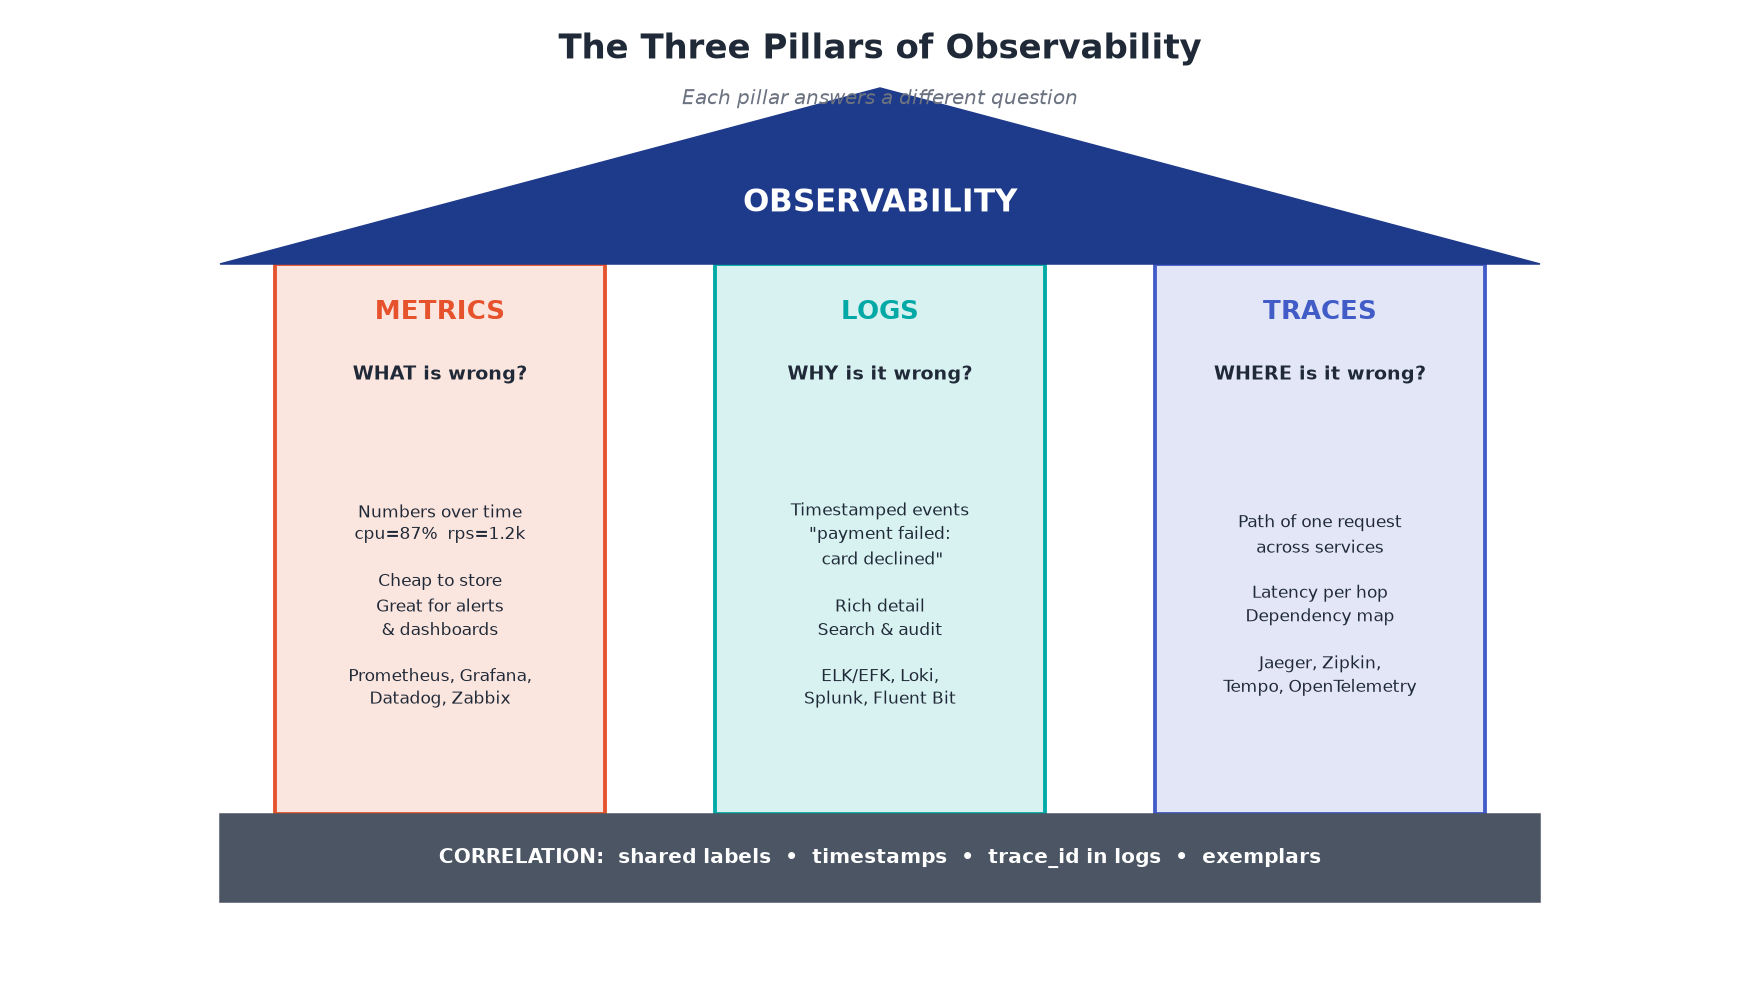 The Three Pillars of Observability
Each pillar answers a different question
OBSERVABILITY
METRICS
WHAT is wrong?
Numbers over time
cpu=87%  rps=1.2k
Cheap to store
Great for alerts
& dashboards
Prometheus, Grafana,
Datadog, Zabbix
LOGS
WHY is it wrong?
Timestamped events
"payment failed:
card declined"
Rich detail
Search & audit
ELK/EFK, Loki,
Splunk, Fluent Bit
TRACES
WHERE is it wrong?
Path of one request
across services
Latency per hop
Dependency map
Jaeger, Zipkin,
Tempo, OpenTelemetry
CORRELATION:  shared labels  •  timestamps  •  trace_id in logs  •  exemplars